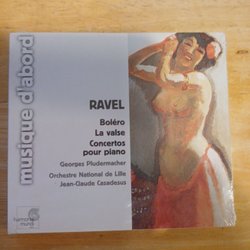 musique d'abord
RAVEL
Boléro
La valse
Concertos
pour piano
Georges Pludermacher
Orchestre National de Lille
Jean-Claude Casadesus
harmonia
mundi